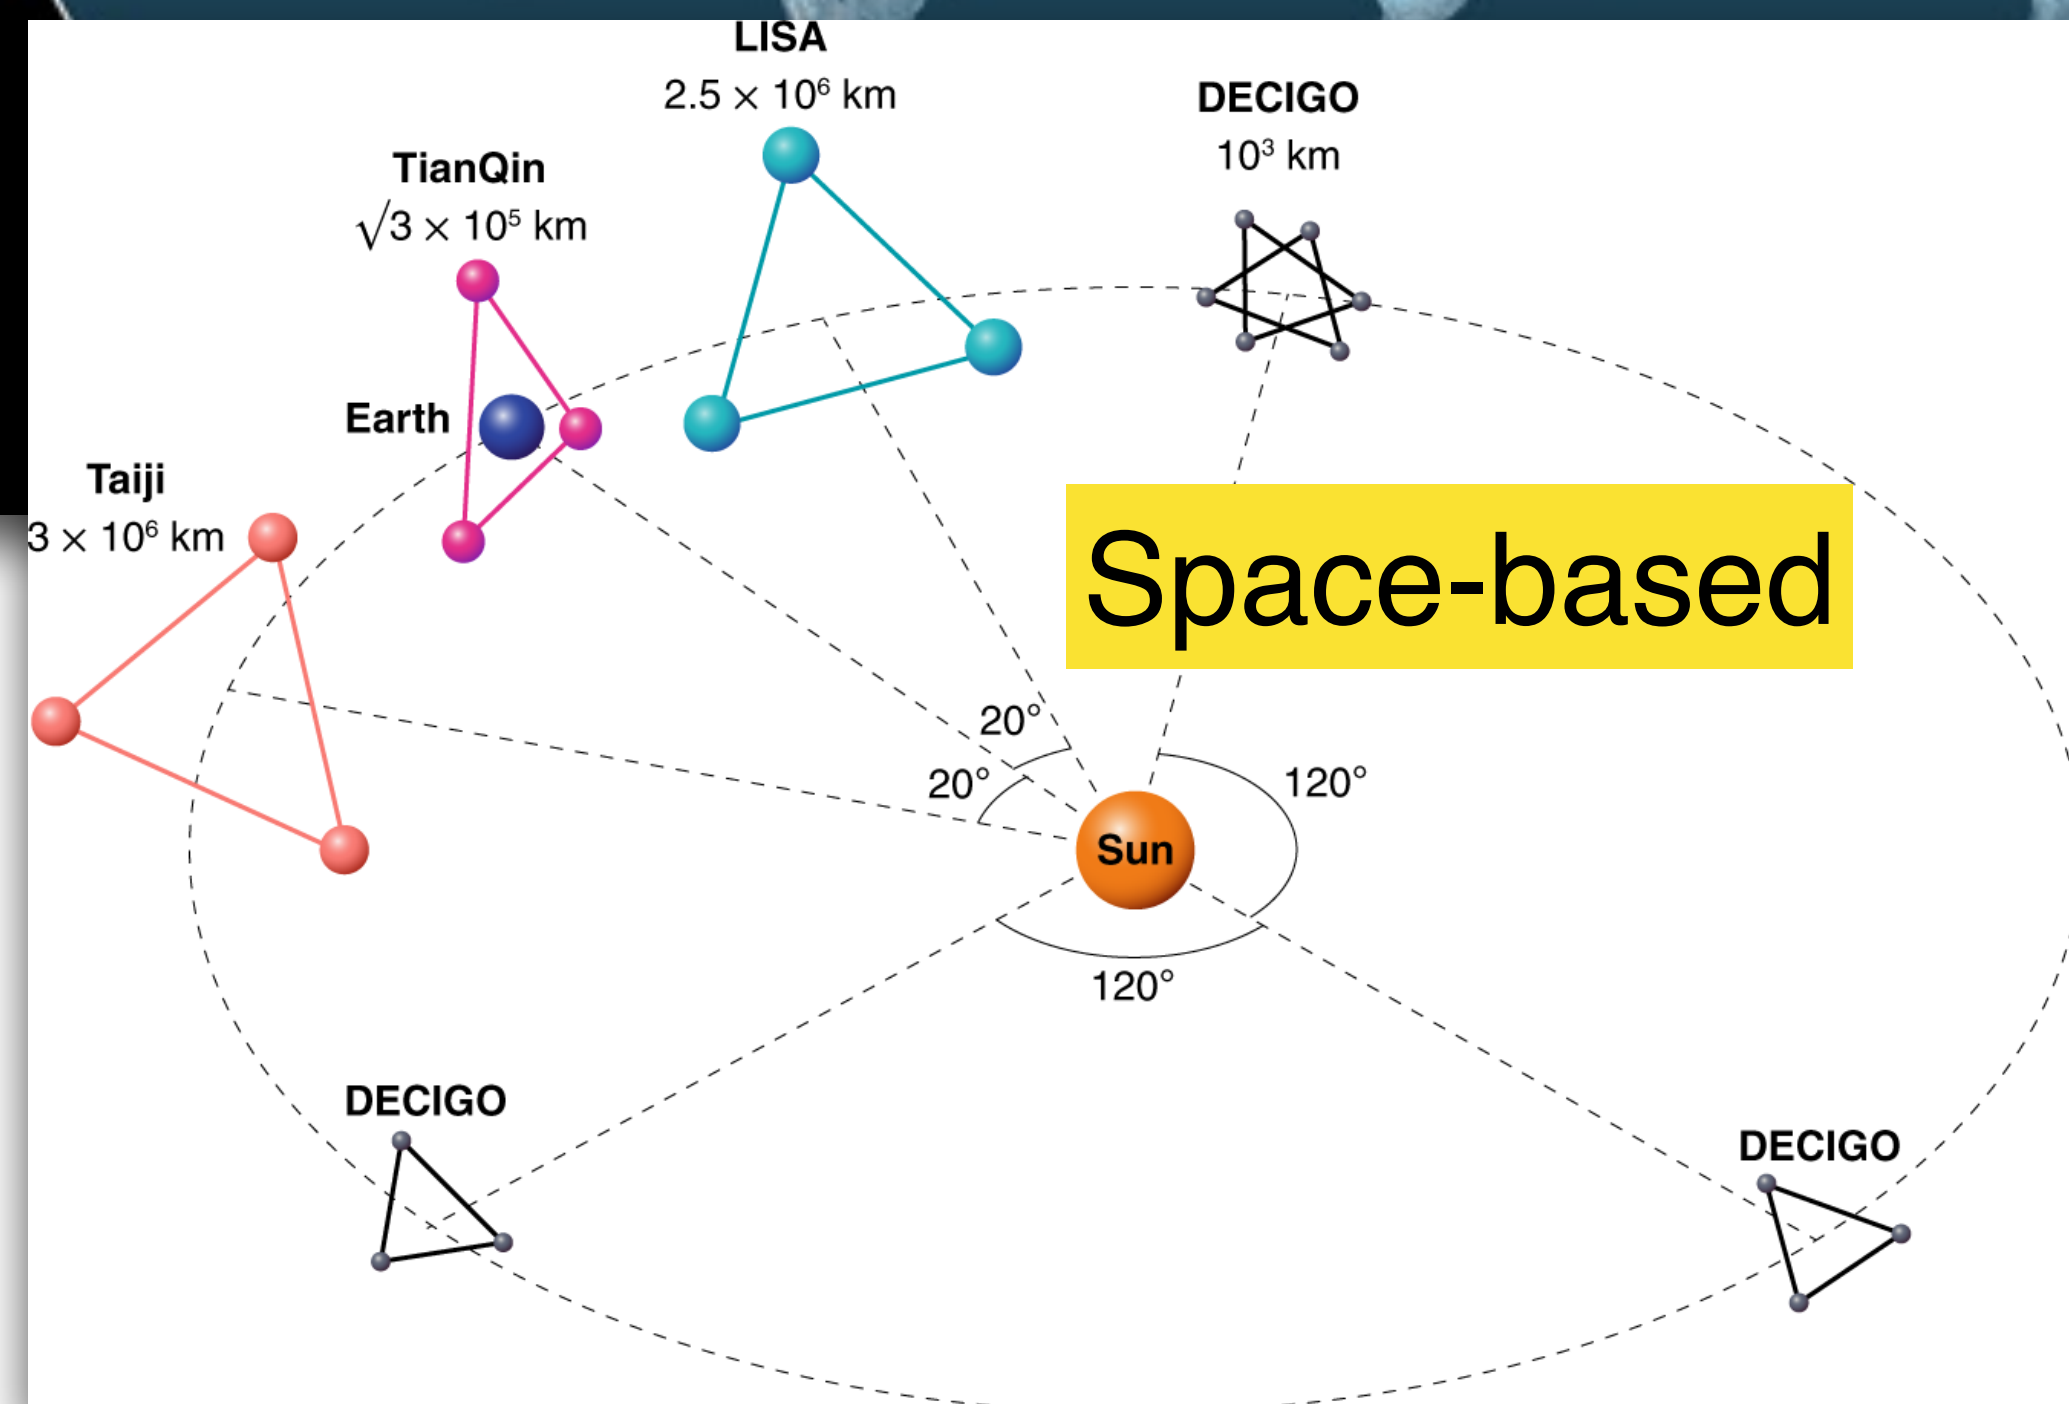 LISA
2.5 × 10⁶ km
DECIGO
10³ km
TianQin
√3 × 10⁵ km
Earth
Taiji
3 × 10⁶ km
Space-based
20°
20°
120°
Sun
120°
DECIGO
DECIGO